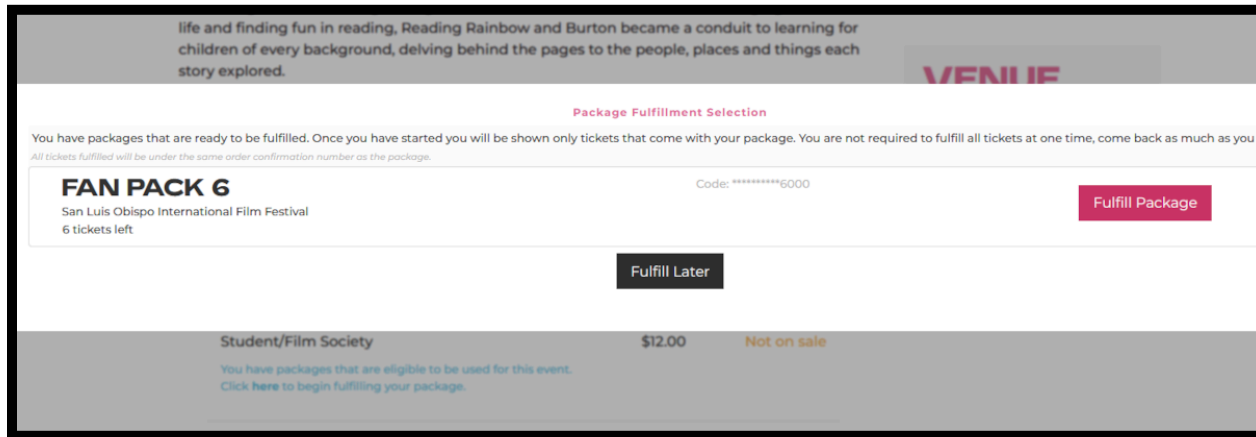 life and finding fun in reading, Reading Rainbow and Burton became a conduit to learning for
children of every background, delving behind the pages to the people, places and things each
story explored.
VENUE
Package Fulfillment Selection
You have packages that are ready to be fulfilled. Once you have started you will be shown only tickets that come with your package. You are not required to fulfill all tickets at one time, come back as much as you
All tickets fulfilled will be under the same order confirmation number as the package.
FAN PACK 6
Code: **********6000
San Luis Obispo International Film Festival
6 tickets left
Fulfill Package
Fulfill Later
Student/Film Society $12.00 Not on sale
You have packages that are eligible to be used for this event.
Click here to begin fulfilling your package.